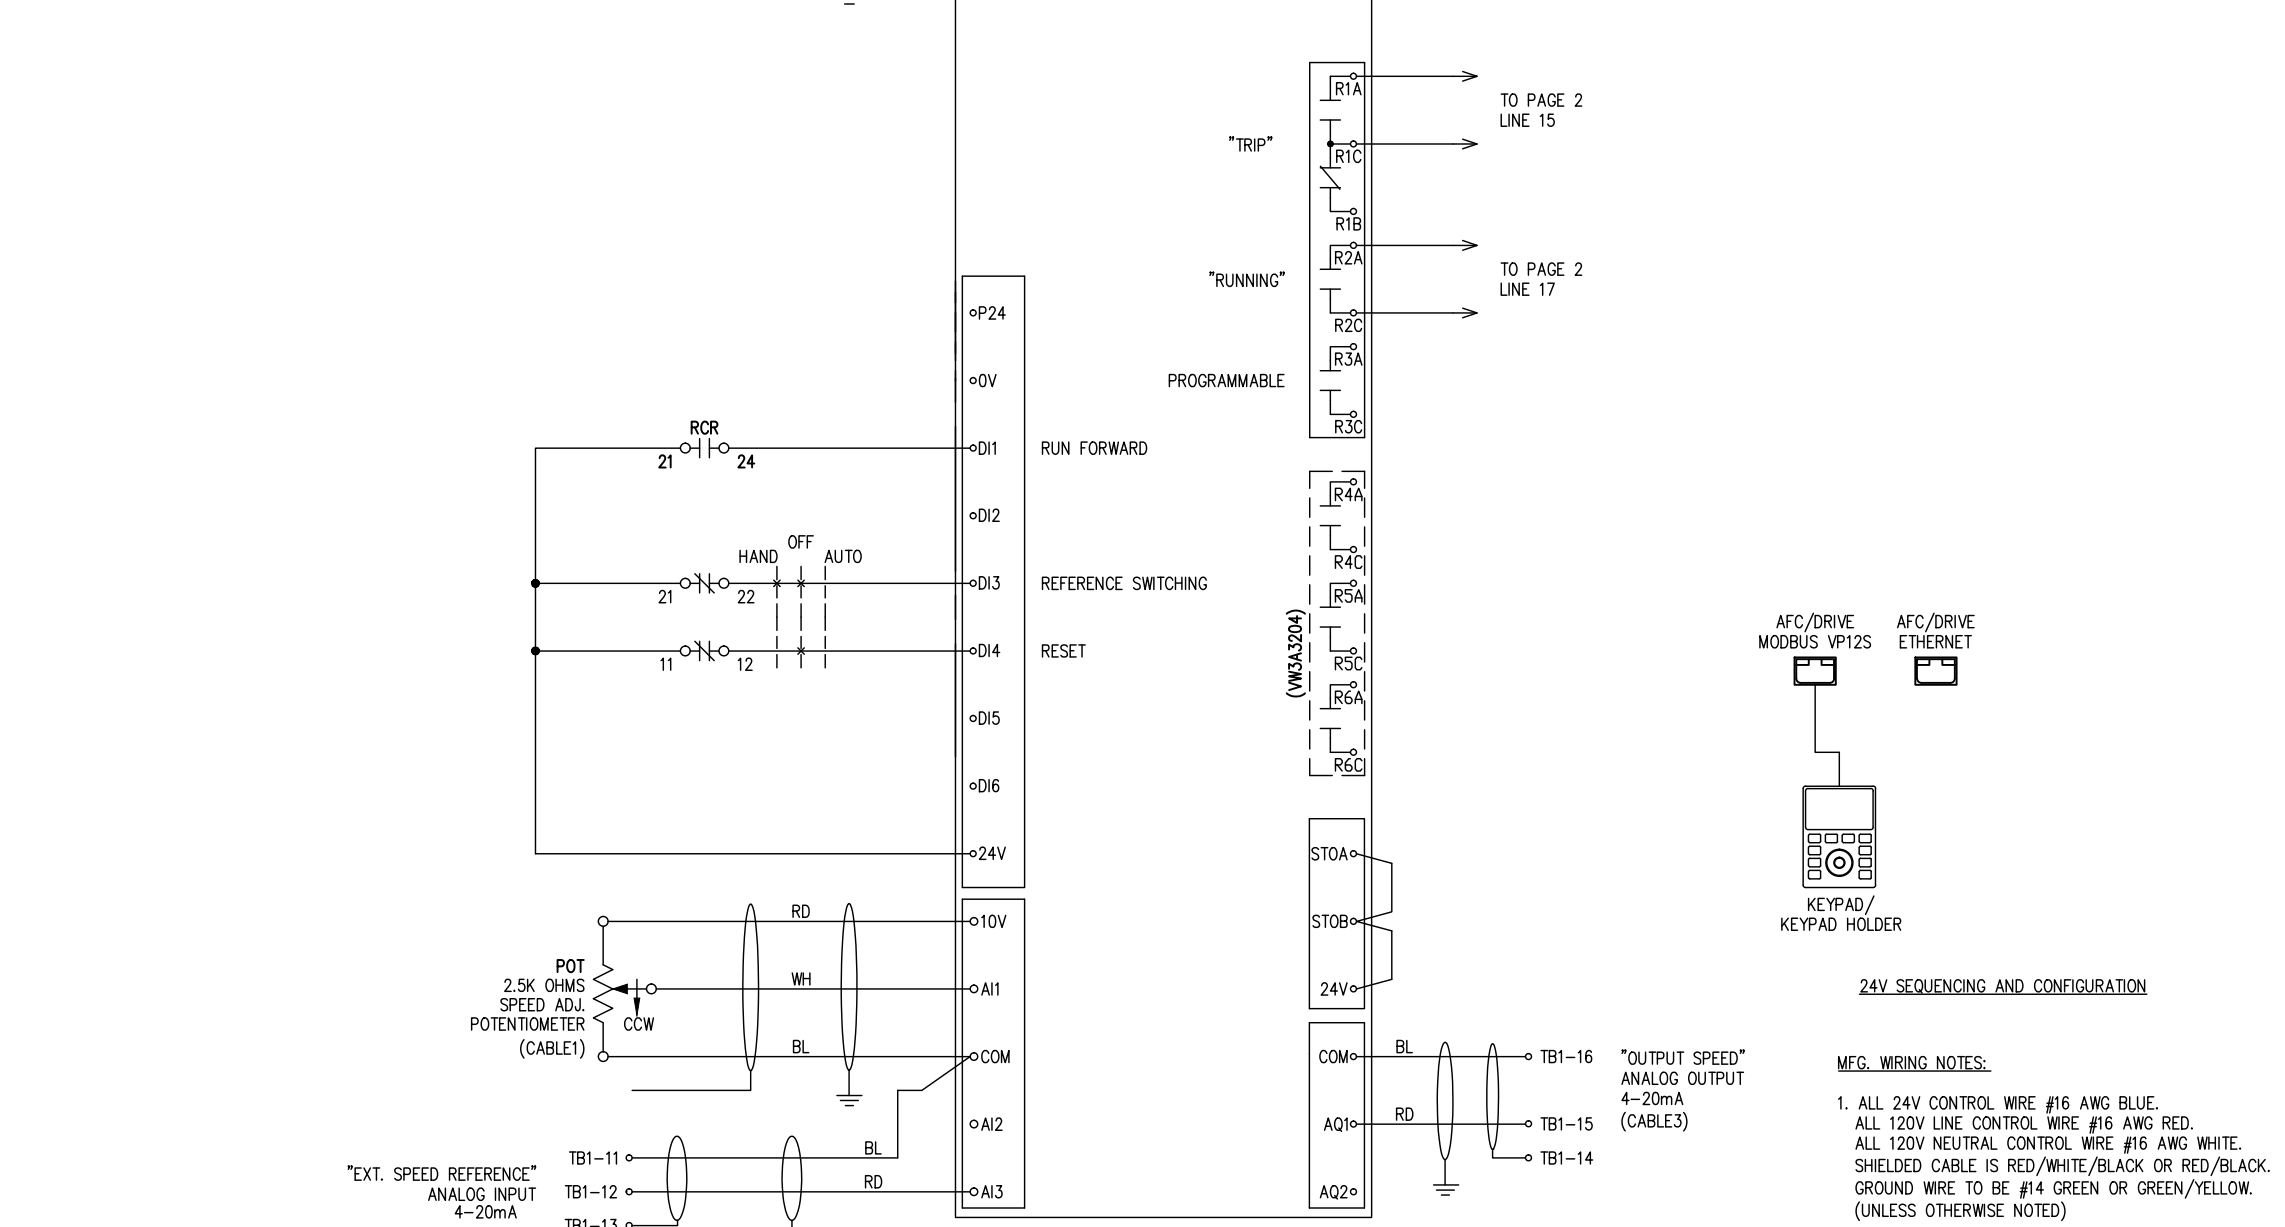 R1A
TO PAGE 2
LINE 15
"TRIP"
R1C
R1B
R2A
TO PAGE 2
LINE 17
"RUNNING"
R2C
R3A
PROGRAMMABLE
R3C
P24
0V
RCR
21 24
DI1
RUN FORWARD
DI2
HAND OFF AUTO
21 22
DI3
REFERENCE SWITCHING
11 12
DI4
RESET
DI5
DI6
24V
R4A
R4C
R5A
R5C
R6A
R6C
(VW3A3204)
STOA
STOB
24V
AFC/DRIVE
MODBUS VP12S
AFC/DRIVE
ETHERNET
KEYPAD/
KEYPAD HOLDER
RD
10V
WH
AI1
BL
COM
POT
2.5K OHMS
SPEED ADJ.
POTENTIOMETER
(CABLE1)
CCW
AI2
TB1-11
BL
TB1-12
RD
AI3
TB1-13
"EXT. SPEED REFERENCE"
ANALOG INPUT
4-20mA
COM
BL
TB1-16
AQ1
RD
TB1-15
TB1-14
AQ2
"OUTPUT SPEED"
ANALOG OUTPUT
4-20mA
(CABLE3)
24V SEQUENCING AND CONFIGURATION
MFG. WIRING NOTES:
1. ALL 24V CONTROL WIRE #16 AWG BLUE.
ALL 120V LINE CONTROL WIRE #16 AWG RED.
ALL 120V NEUTRAL CONTROL WIRE #16 AWG WHITE.
SHIELDED CABLE IS RED/WHITE/BLACK OR RED/BLACK.
GROUND WIRE TO BE #14 GREEN OR GREEN/YELLOW.
(UNLESS OTHERWISE NOTED)